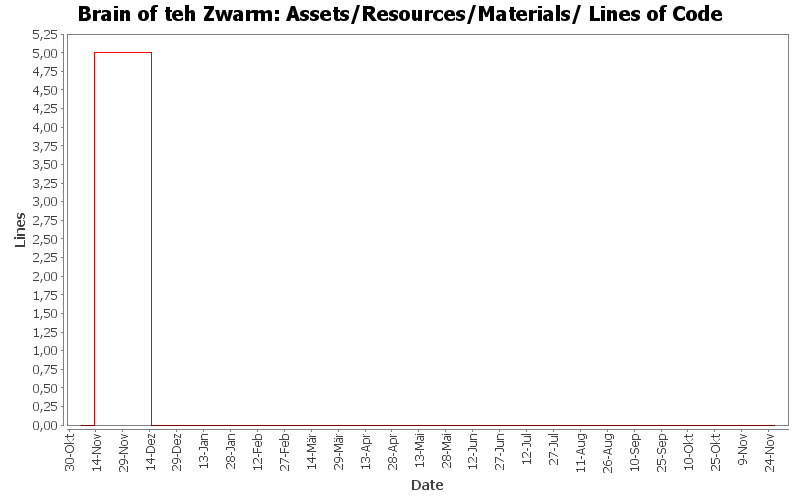 Brain of teh Zwarm: Assets/Resources/Materials/ Lines of Code
5,25
5,00
4,75
4,50
4,25
4,00
3,75
3,50
3,25
3,00
2,75
2,50
2,25
2,00
1,75
1,50
1,25
1,00
0,75
0,50
0,25
0,00
Lines
30-Okt
14-Nov
29-Nov
14-Dez
29-Dez
13-Jan
28-Jan
12-Feb
27-Feb
14-Mär
29-Mär
13-Apr
28-Apr
13-Mai
28-Mai
12-Jun
27-Jun
12-Jul
27-Jul
11-Aug
26-Aug
10-Sep
25-Sep
10-Okt
25-Okt
9-Nov
24-Nov
Date